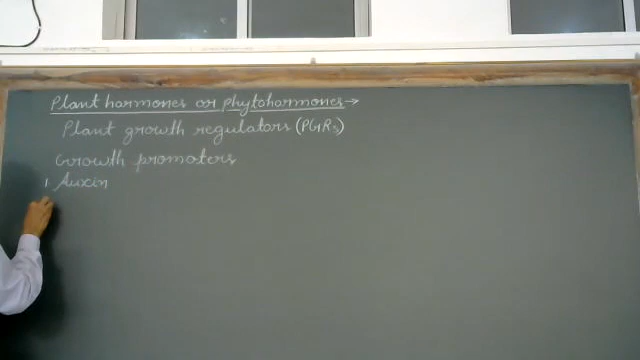 Plant hormones or phytohormones→
Plant growth regulators (PGRs)
Growth promoters
1. Auxin